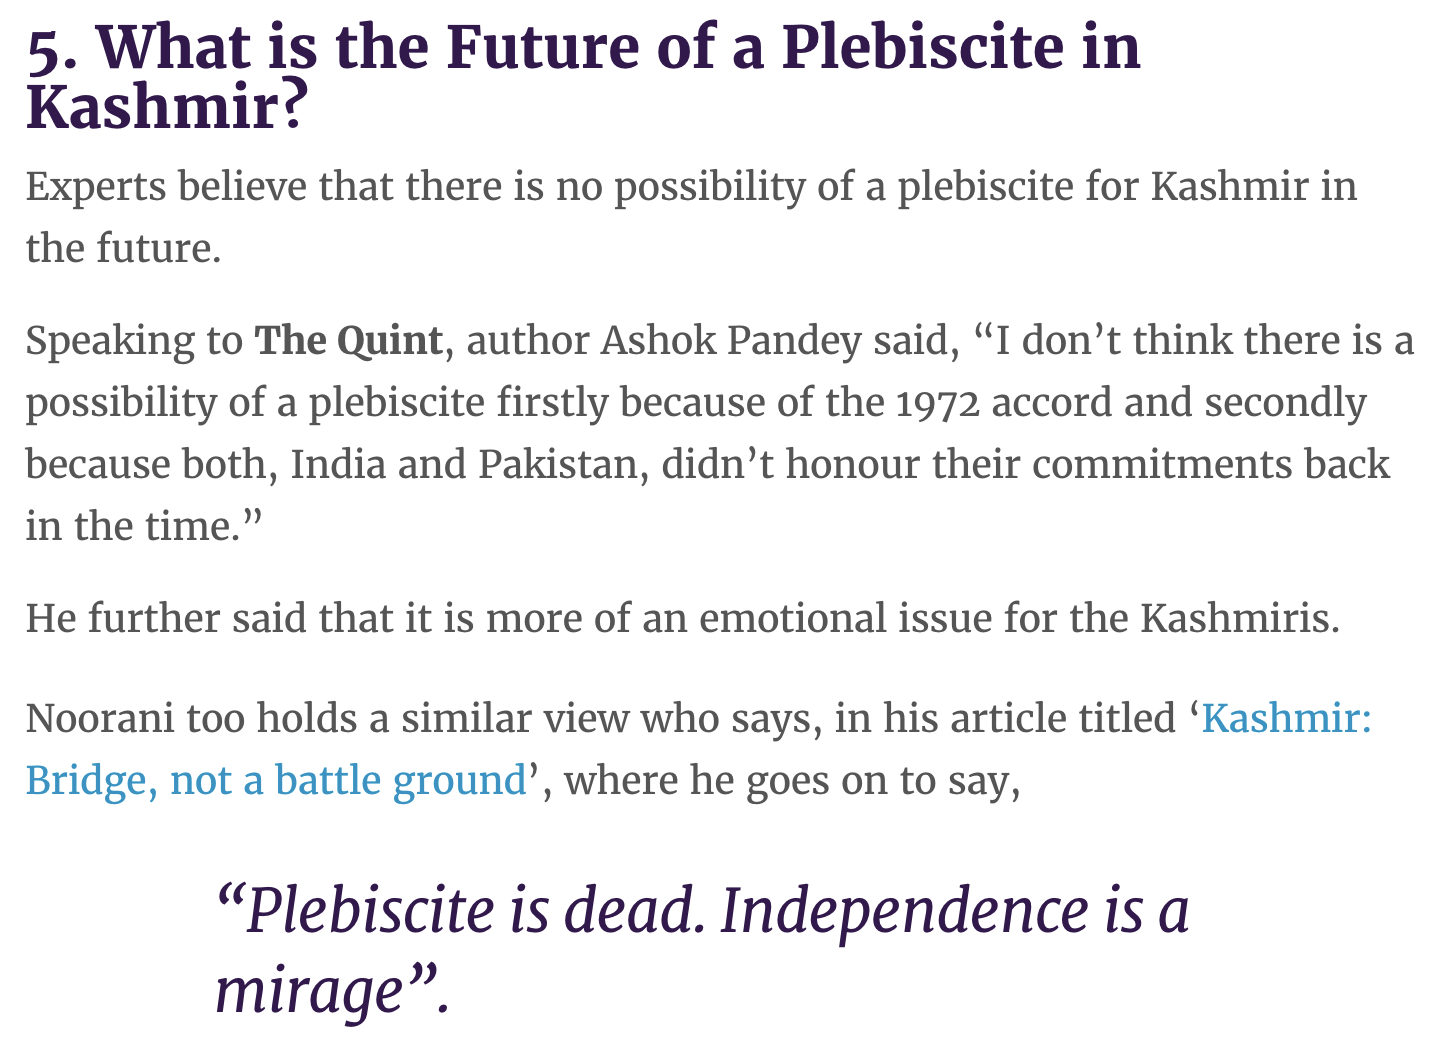 5. What is the Future of a Plebiscite in
Kashmir?
Experts believe that there is no possibility of a plebiscite for Kashmir in
the future.
Speaking to The Quint, author Ashok Pandey said, “I don’t think there is a
possibility of a plebiscite firstly because of the 1972 accord and secondly
because both, India and Pakistan, didn’t honour their commitments back
in the time.”
He further said that it is more of an emotional issue for the Kashmiris.
Noorani too holds a similar view who says, in his article titled ‘Kashmir:
Bridge, not a battle ground’, where he goes on to say,
“Plebiscite is dead. Independence is a
mirage”.